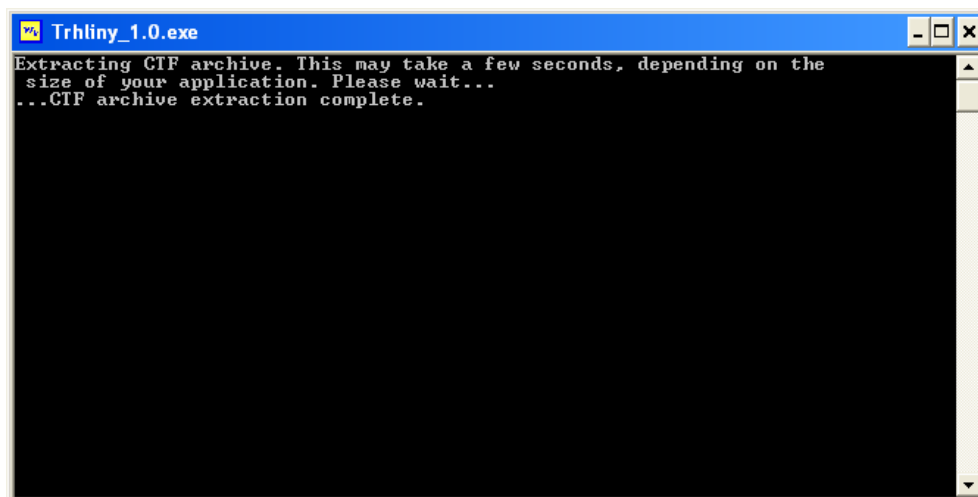 Trhliny_1.0.exe
Extracting CTF archive. This may take a few seconds, depending on the
size of your application. Please wait...
...CTF archive extraction complete.